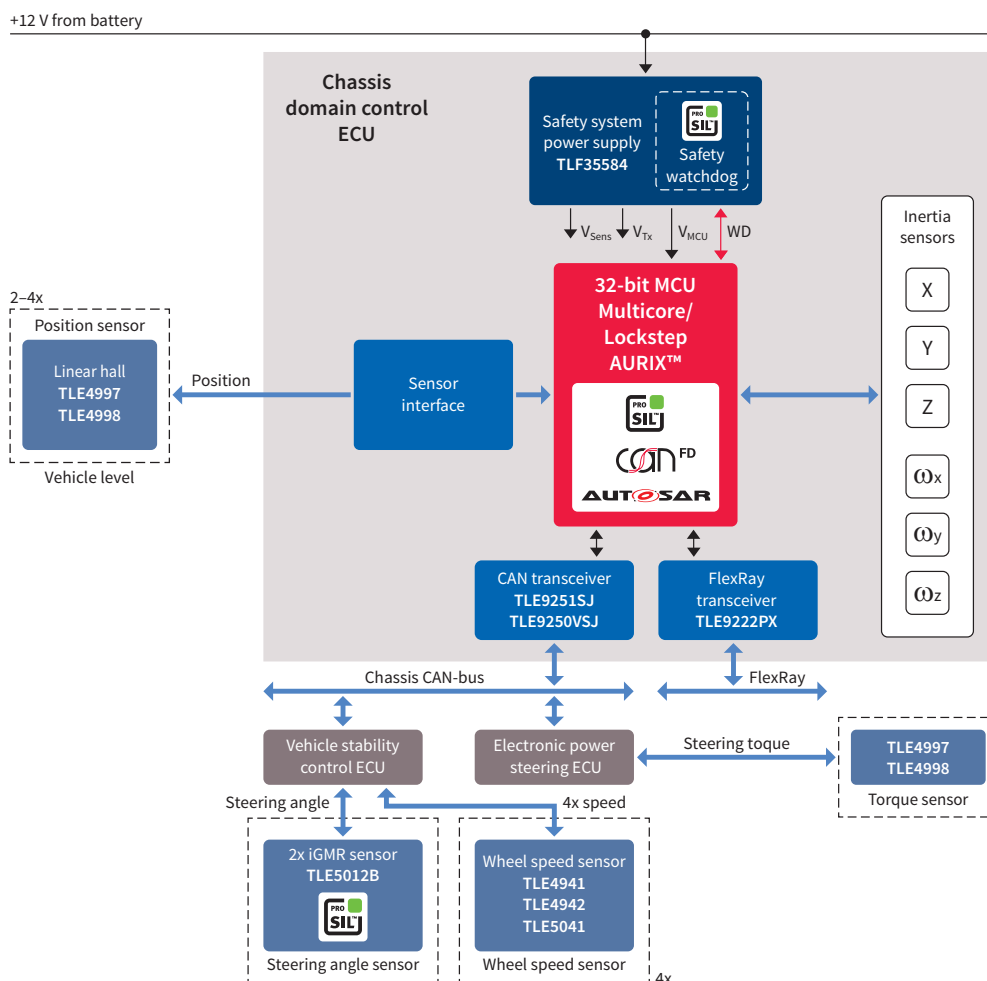 +12 V from battery
Chassis
domain control
ECU
Safety system
power supply
TLF35584
PRO
SIL™
Safety
watchdog
VSens
VTx
VMCU
WD
Inertia
sensors
X
Y
Z
ωx
ωy
ωz
32-bit MCU
Multicore/
Lockstep
AURIX™
PRO
SIL™
CAN FD
AUTOSAR
2–4x
Position sensor
Linear hall
TLE4997
TLE4998
Vehicle level
Position
Sensor
interface
CAN transceiver
TLE9251SJ
TLE9250VSJ
FlexRay
transceiver
TLE9222PX
Chassis CAN-bus
FlexRay
Vehicle stability
control ECU
Electronic power
steering ECU
Steering toque
TLE4997
TLE4998
Torque sensor
Steering angle
4x speed
2x iGMR sensor
TLE5012B
PRO
SIL™
Steering angle sensor
Wheel speed sensor
TLE4941
TLE4942
TLE5041
Wheel speed sensor
4x